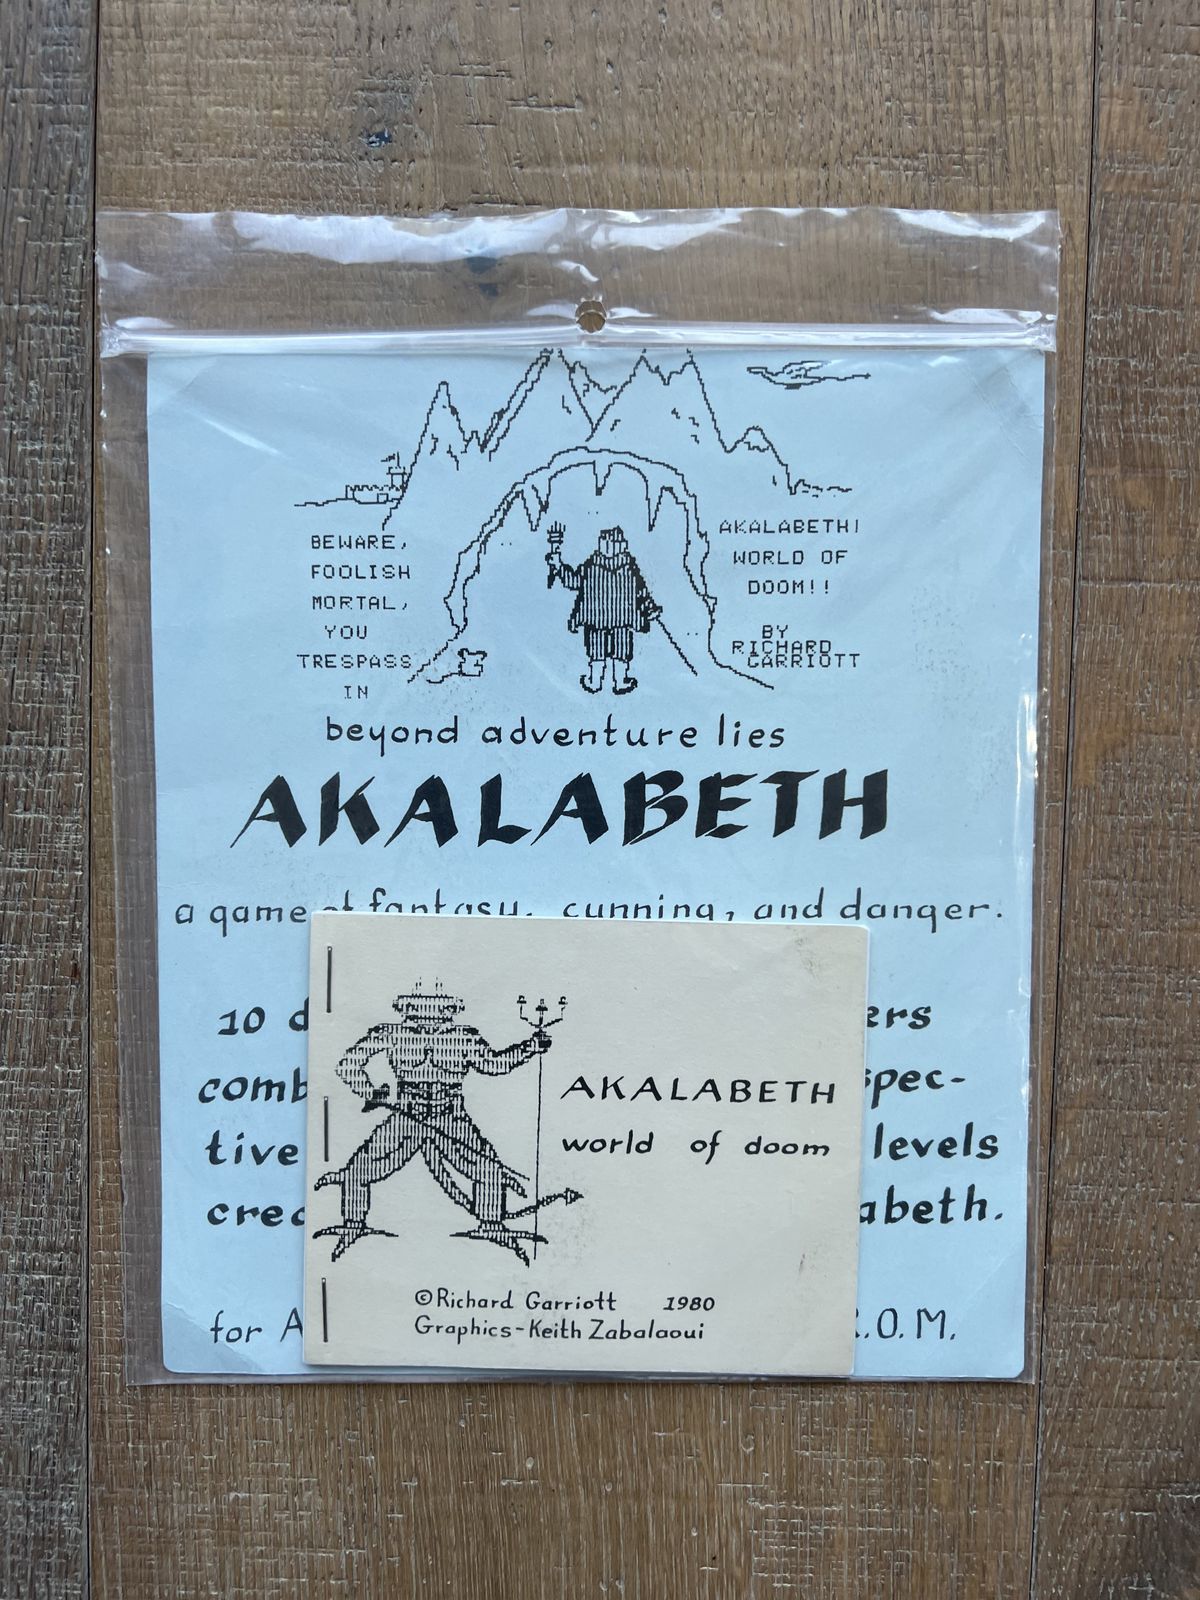 BEWARE,
FOOLISH
MORTAL,
YOU
TRESPASS
IN
AKALABETH!
WORLD OF
DOOM!!
BY
RICHARD
GARRIOTT
beyond adventure lies
AKALABETH
a game of fantasy, cunning, and danger.
10 d ers
comb spec-
tive levels
crea abeth.
for A R.O.M.
AKALABETH
world of doom
©Richard Garriott 1980
Graphics-Keith Zabalaoui